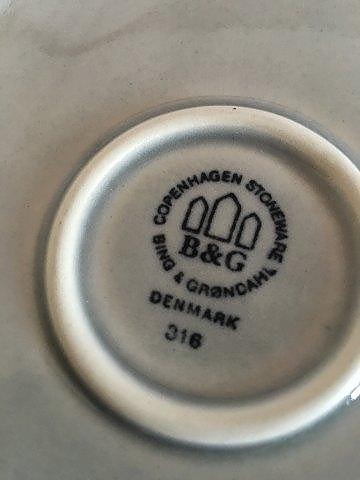 COPENHAGEN STONEWARE
B&G
BING & GRØNDAHL
DENMARK
316